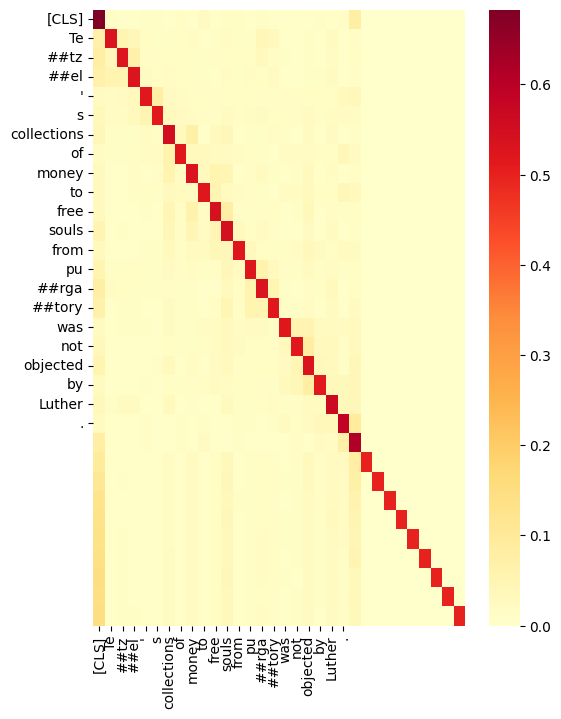 [CLS]
Te
##tz
##el
'
s
collections
of
money
to
free
souls
from
pu
##rga
##tory
was
not
objected
by
Luther
.
[CLS]
Te
##tz
##el
'
s
collections
of
money
to
free
souls
from
pu
##rga
##tory
was
not
objected
by
Luther
.
0.6
0.5
0.4
0.3
0.2
0.1
0.0